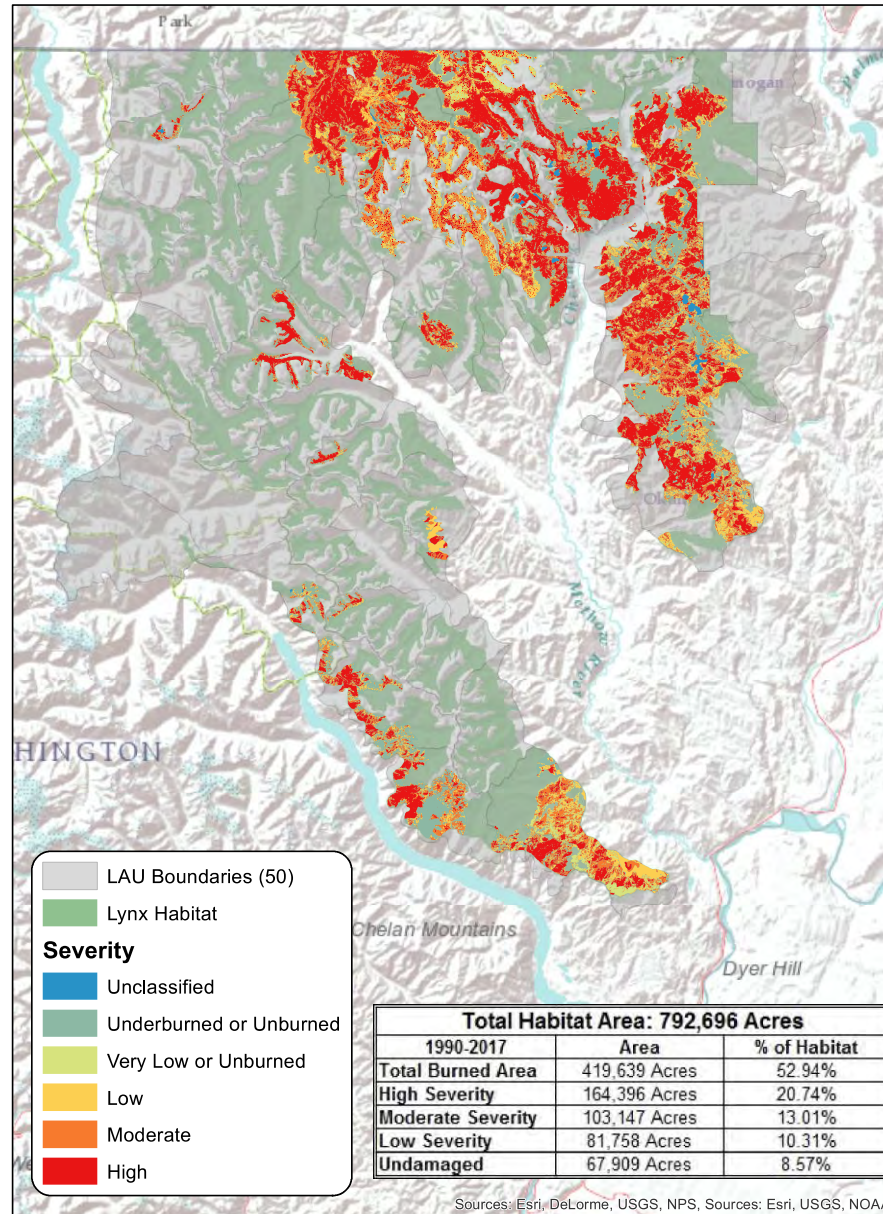 Park
mogan
Methow River
HINGTON
Chelan Mountains
Dyer Hill
LAU Boundaries (50)
Lynx Habitat
Severity
Unclassified
Underburned or Unburned
Very Low or Unburned
Low
Moderate
High
Total Habitat Area: 792,696 Acres
1990-2017 Area % of Habitat
Total Burned Area 419,639 Acres 52.94%
High Severity 164,396 Acres 20.74%
Moderate Severity 103,147 Acres 13.01%
Low Severity 81,758 Acres 10.31%
Undamaged 67,909 Acres 8.57%
Sources: Esri, DeLorme, USGS, NPS, Sources: Esri, USGS, NOAA